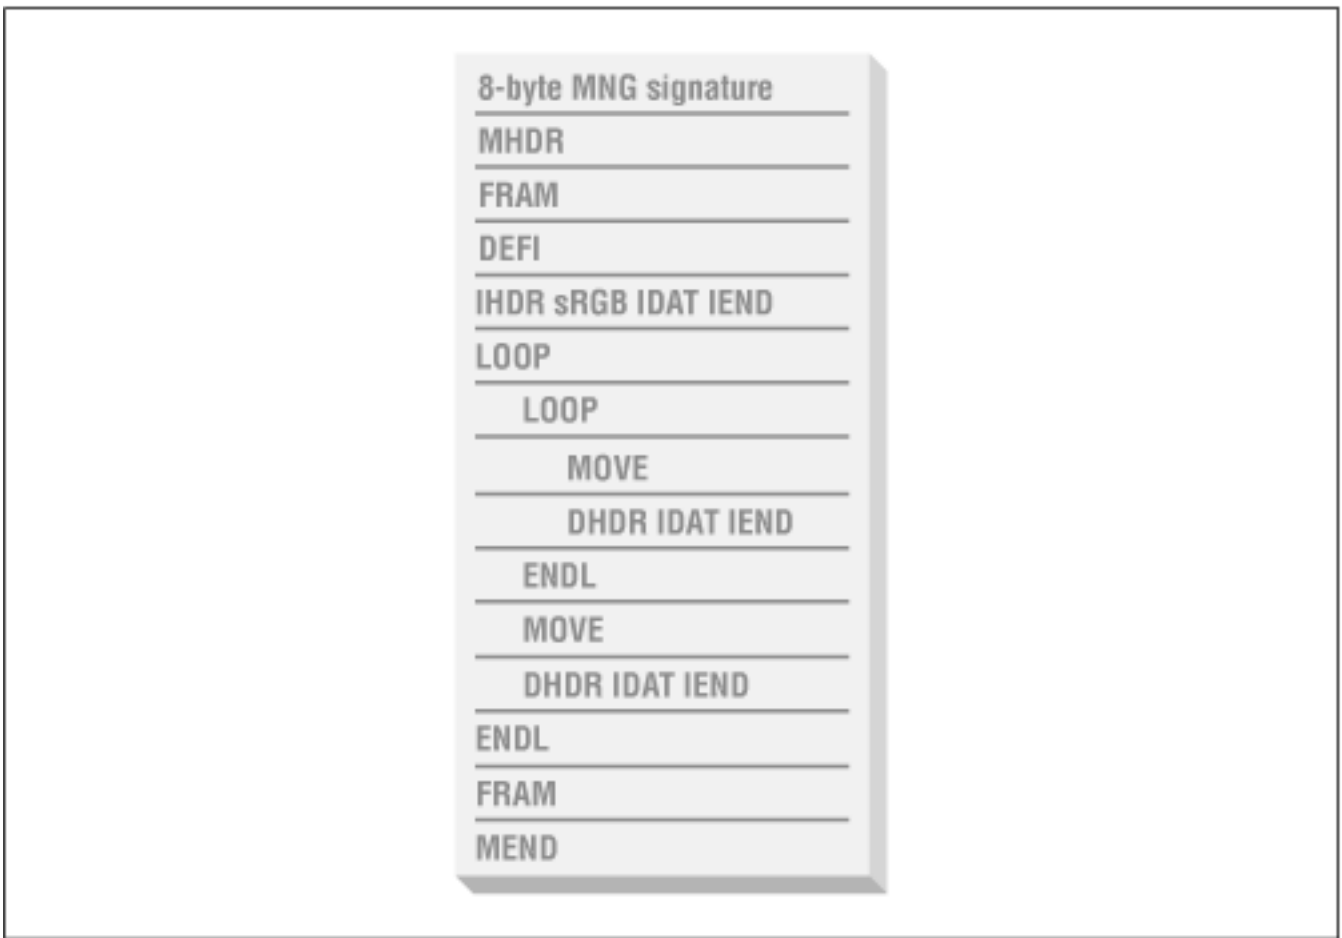 8-byte MNG signature
MHDR
FRAM
DEFI
IHDR sRGB IDAT IEND
LOOP
LOOP
MOVE
DHDR IDAT IEND
ENDL
MOVE
DHDR IDAT IEND
ENDL
FRAM
MEND